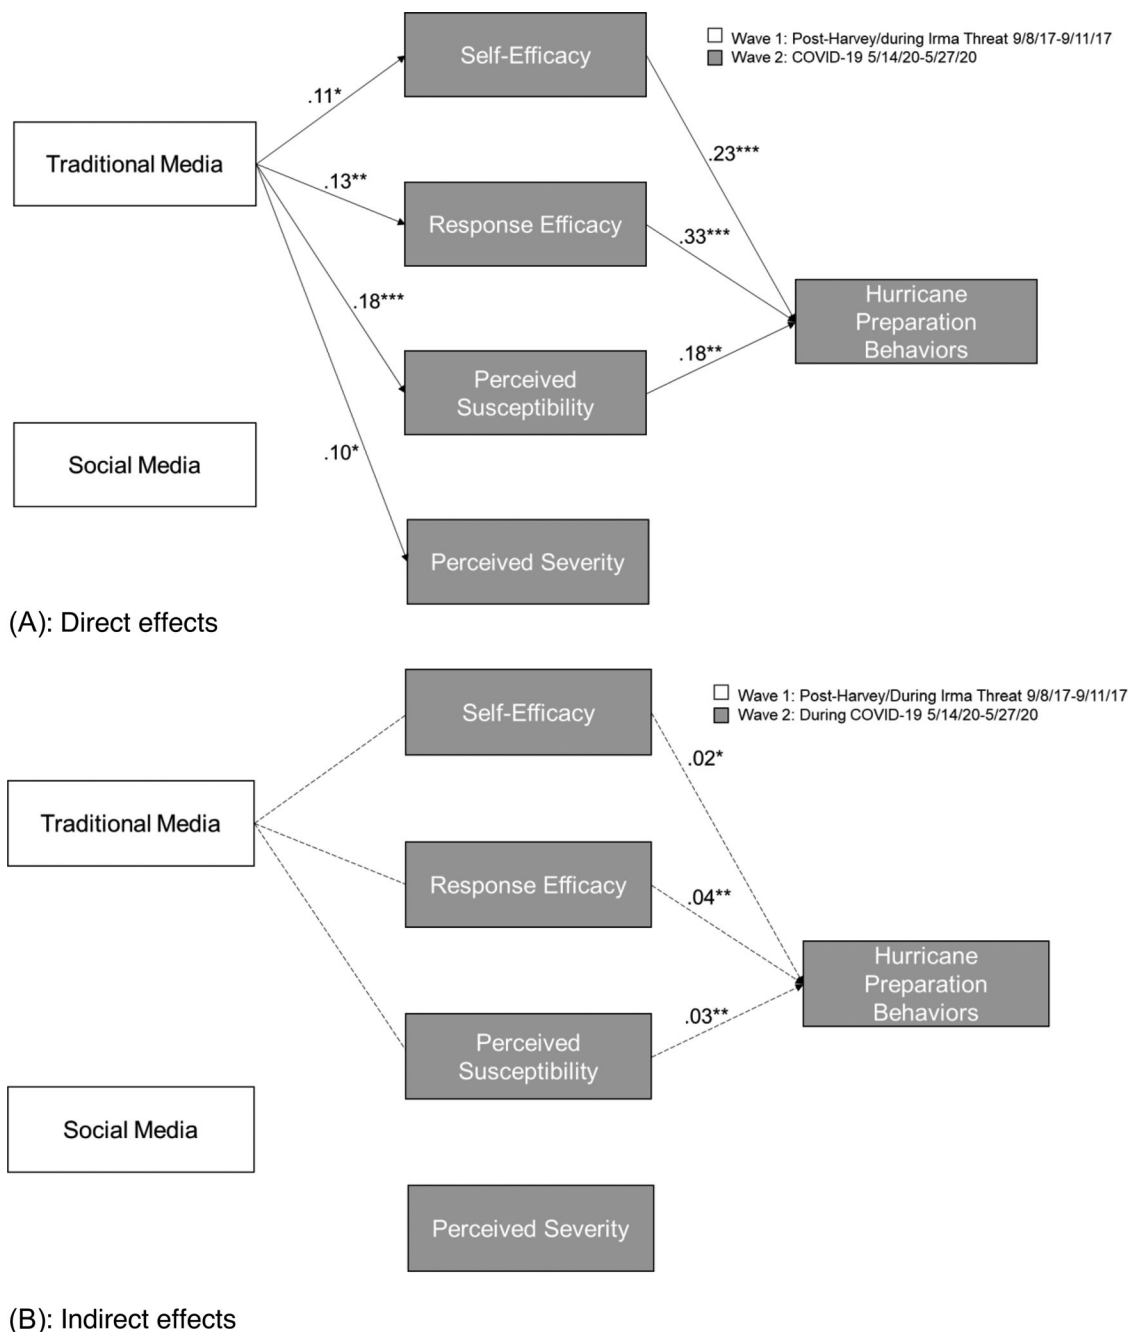 Self-Efficacy
Wave 1: Post-Harvey/during Irma Threat 9/8/17-9/11/17
Wave 2: COVID-19 5/14/20-5/27/20
.11*
Traditional Media
.23***
.13**
Response Efficacy
.33***
.18***
Hurricane
Preparation
Behaviors
.18**
Perceived
Susceptibility
.10*
Social Media
Perceived Severity
(A): Direct effects
Self-Efficacy
Wave 1: Post-Harvey/During Irma Threat 9/8/17-9/11/17
Wave 2: During COVID-19 5/14/20-5/27/20
.02*
Traditional Media
Response Efficacy
.04**
Hurricane
Preparation
Behaviors
.03**
Perceived
Susceptibility
Social Media
Perceived Severity
(B): Indirect effects